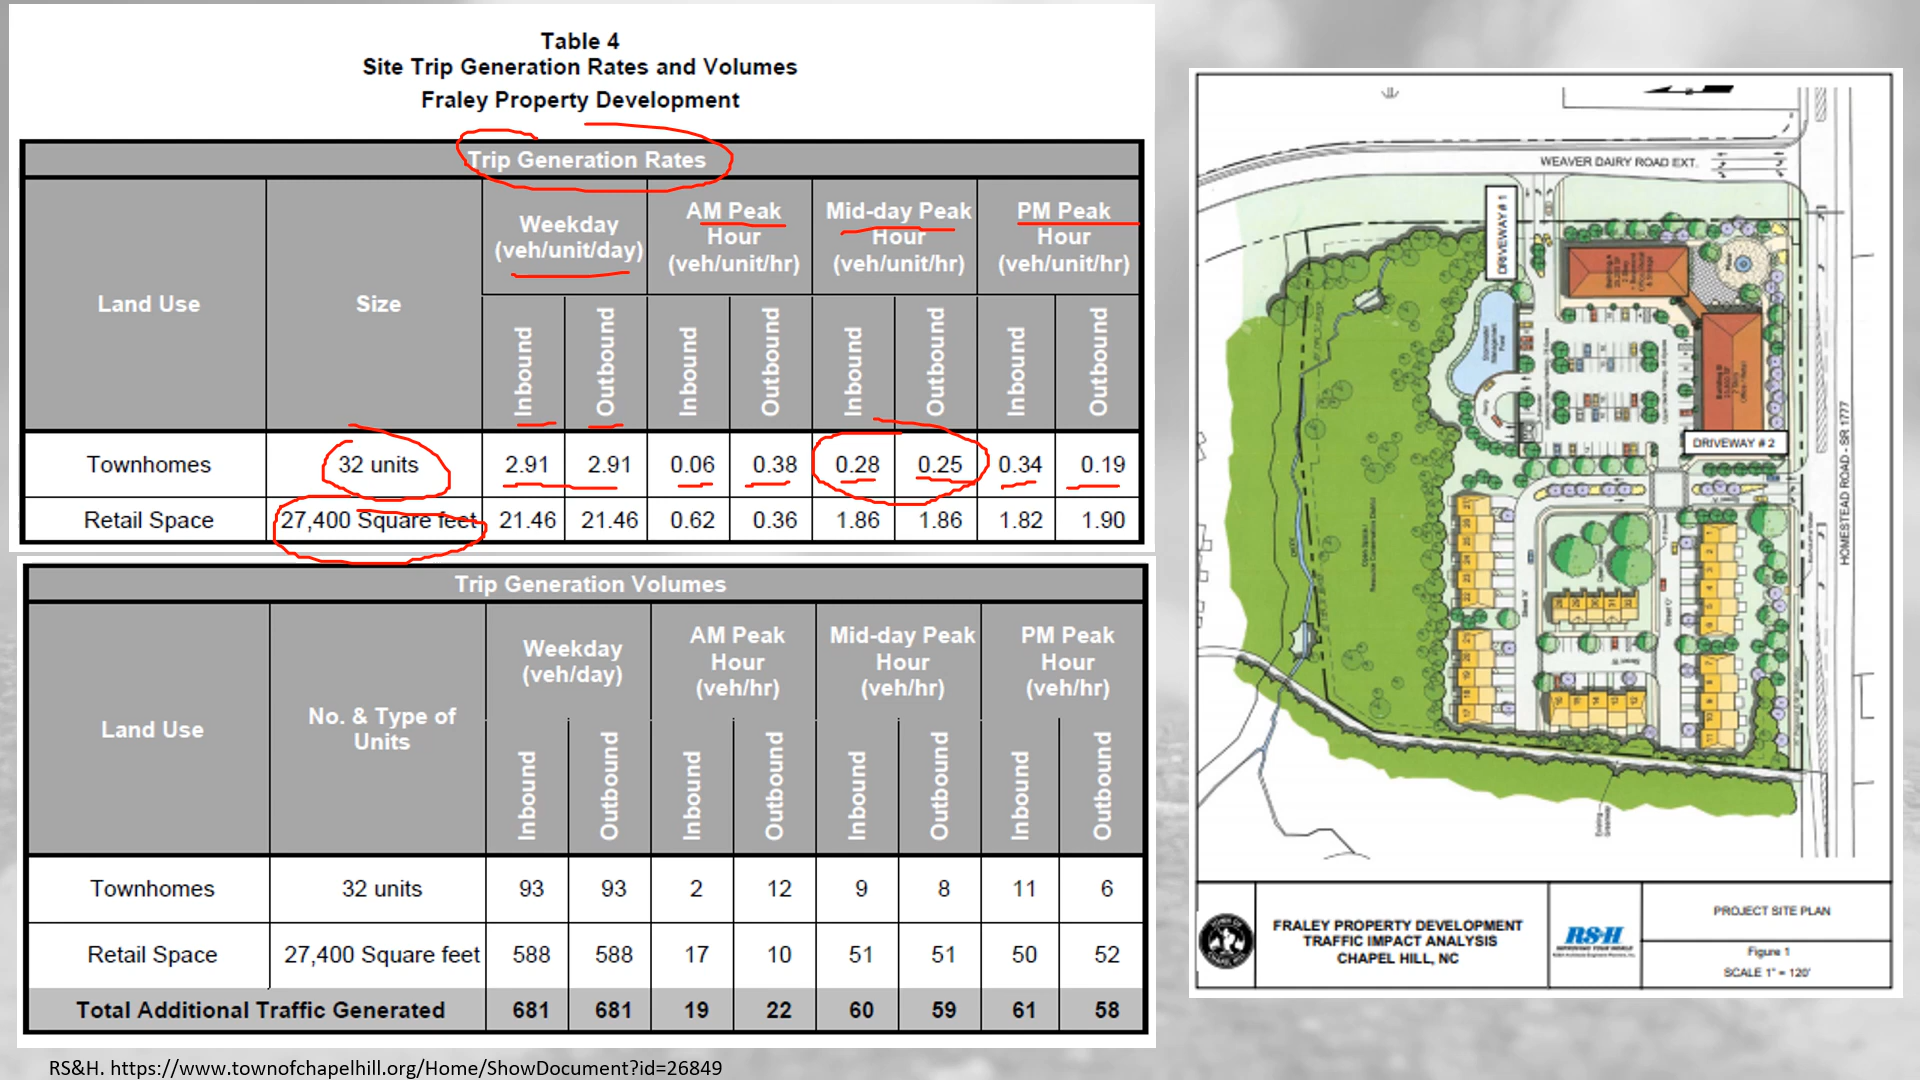 Table 4
Site Trip Generation Rates and Volumes
Fraley Property Development
Trip Generation Rates
Land Use
Size
Weekday
(veh/unit/day)
AM Peak
Hour
(veh/unit/hr)
Mid-day Peak
Hour
(veh/unit/hr)
PM Peak
Hour
(veh/unit/hr)
Inbound
Outbound
Inbound
Outbound
Inbound
Outbound
Inbound
Outbound
Townhomes 32 units 2.91 2.91 0.06 0.38 0.28 0.25 0.34 0.19
Retail Space 27,400 Square feet 21.46 21.46 0.62 0.36 1.86 1.86 1.82 1.90
Trip Generation Volumes
Land Use
No. & Type of
Units
Weekday
(veh/day)
AM Peak
Hour
(veh/hr)
Mid-day Peak
Hour
(veh/hr)
PM Peak
Hour
(veh/hr)
Inbound
Outbound
Inbound
Outbound
Inbound
Outbound
Inbound
Outbound
Townhomes 32 units 93 93 2 12 9 8 11 6
Retail Space 27,400 Square feet 588 588 17 10 51 51 50 52
Total Additional Traffic Generated 681 681 19 22 60 59 61 58
RS&H. https://www.townofchapelhill.org/Home/ShowDocument?id=26849
WEAVER DAIRY ROAD EXT.
DRIVEWAY # 1
DRIVEWAY # 2
HOMESTEAD ROAD - SR 1777
Stormwater
Management
Pond
Existing
Greenway
FRALEY PROPERTY DEVELOPMENT
TRAFFIC IMPACT ANALYSIS
CHAPEL HILL, NC
RS&H
PROJECT SITE PLAN
Figure 1
SCALE 1" = 120'